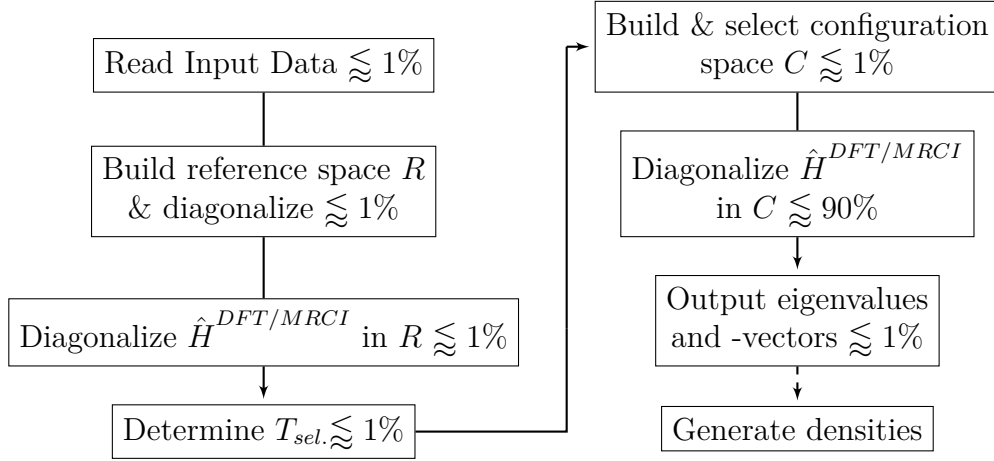 Read Input Data ⪅ 1%
Build reference space R
& diagonalize ⪅ 1%
Diagonalize Ĥ^{DFT/MRCI} in R ⪅ 1%
Determine T_{sel.} ⪅ 1%
Build & select configuration
space C ⪅ 1%
Diagonalize Ĥ^{DFT/MRCI}
in C ⪅ 90%
Output eigenvalues
and -vectors ⪅ 1%
Generate densities